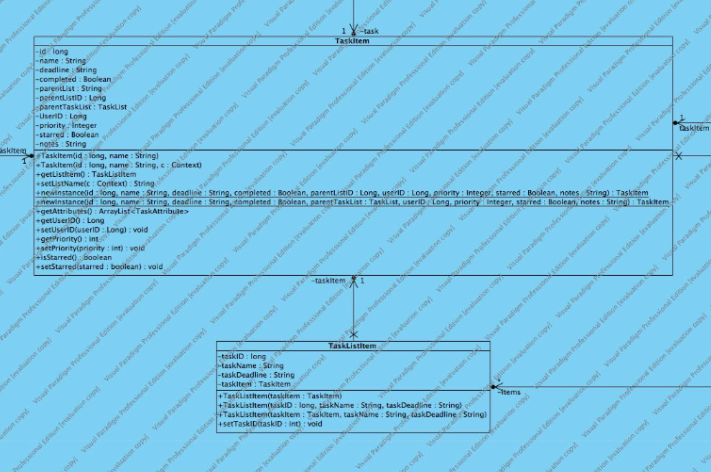 1
-task
TaskItem
-id : long
-name : String
-deadline : String
-completed : Boolean
-parentList : String
-parentListID : Long
-parentTaskList : TaskList
-UserID : Long
-priority : Integer
-starred : Boolean
-notes : String
1
taskItem
taskItem
1
+TaskItem(id : long, name : String)
+TaskItem(id : long, name : String, c : Context)
+getListItem() : TaskListItem
+setListName(c : Context) : String
+newInstance(id : long, name : String, deadline : String, completed : Boolean, parentListID : Long, userID : Long, priority : Integer, starred : Boolean, notes : String) : TaskItem
+newInstance(id : long, name : String, deadline : String, completed : Boolean, parentTaskList : TaskList, userID : Long, priority : Integer, starred : Boolean, notes : String) : TaskItem
+getAttributes() : ArrayList<TaskAttribute>
+getUserID() : Long
+setUserID(userID : Long) : void
+getPriority() : int
+setPriority(priority : int) : void
+isStarred() : boolean
+setStarred(starred : boolean) : void
-taskItem
1
TaskListItem
-taskID : long
-taskName : String
-taskDeadline : String
-taskItem : TaskItem
+TaskListItem(taskItem : TaskItem)
+TaskListItem(taskID : long, taskName : String, taskDeadline : String)
+TaskListItem(taskItem : TaskItem, taskName : String, taskDeadline : String)
+setTaskID(taskID : int) : void
-items
Visual Paradigm Professional Edition [evaluation copy]